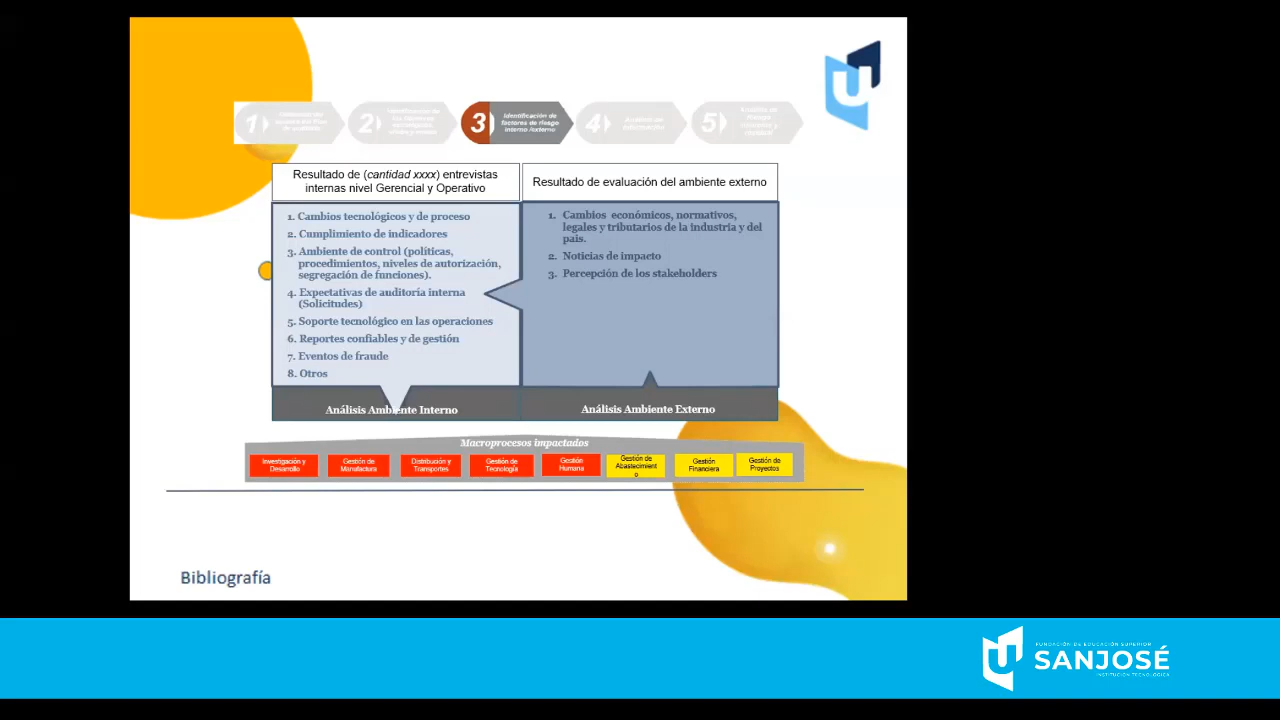 1
2
3
Identificación de
factores de riesgo
interno /externo
4
5
Análisis de
Riesgo
Resultado de (cantidad xxxx) entrevistas
internas nivel Gerencial y Operativo
Resultado de evaluación del ambiente externo
1. Cambios tecnológicos y de proceso
2. Cumplimiento de indicadores
3. Ambiente de control (políticas,
procedimientos, niveles de autorización,
segregación de funciones).
4. Expectativas de auditoría interna
(Solicitudes)
5. Soporte tecnológico en las operaciones
6. Reportes confiables y de gestión
7. Eventos de fraude
8. Otros
1. Cambios económicos, normativos,
legales y tributarios de la industria y del
pais.
2. Noticias de impacto
3. Percepción de los stakeholders
Análisis Ambiente Interno
Análisis Ambiente Externo
Macroprocesos impactados
Investigación y
Desarrollo
Gestión de
Manufactura
Distribución y
Transportes
Gestión de
Tecnología
Gestión
Humana
Gestión de
Abastecimient
o
Gestión
Financiera
Gestión de
Proyectos
Bibliografía
FUNDACIÓN DE EDUCACIÓN SUPERIOR
SANJOSÉ
INSTITUCIÓN TECNOLÓGICA